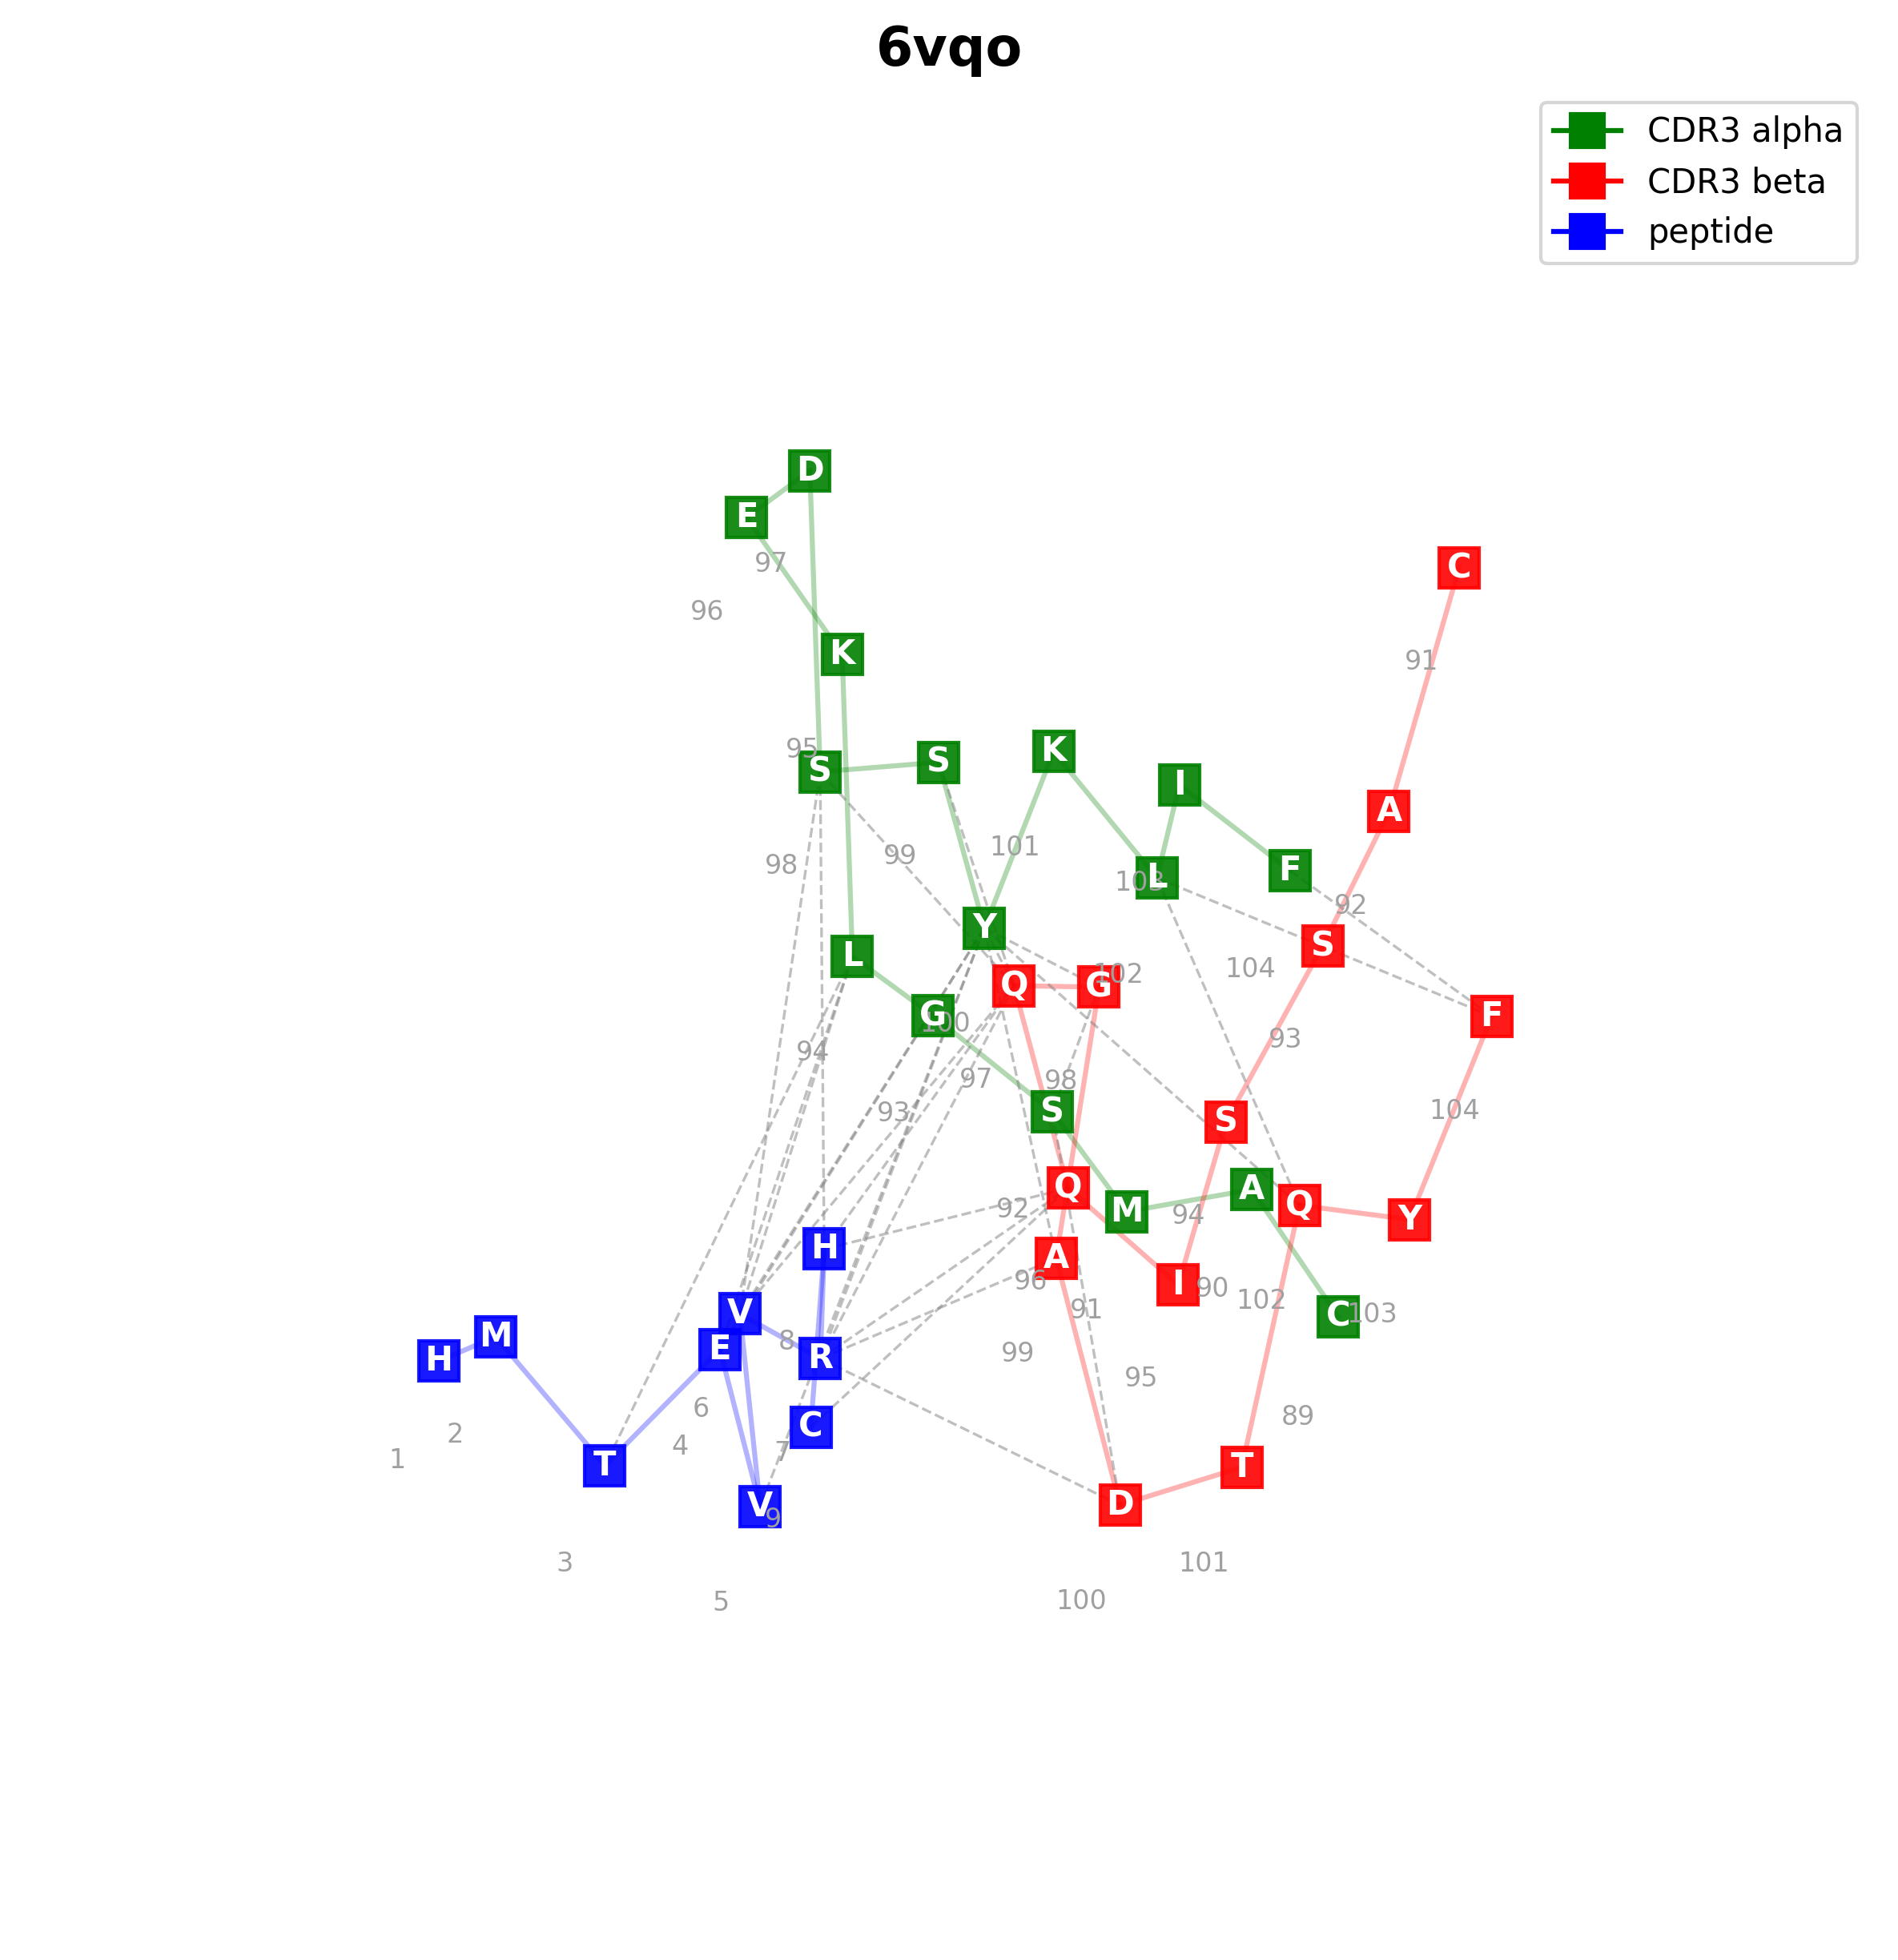 6vqo
CDR3 alpha
CDR3 beta
peptide
D
E
97
C
96
K
91
95
S
S
K
I
A
98
99
101
103
L
F
92
S
Y
L
Q
G
102
104
F
G
100
94
93
97
98
93
S
S
104
Q
92
M
94
A
Q
Y
H
A
96
I
90
102
C
103
91
V
8
M
H
E
R
99
95
6
4
2
1
C
7
89
T
T
V
9
D
3
101
5
100